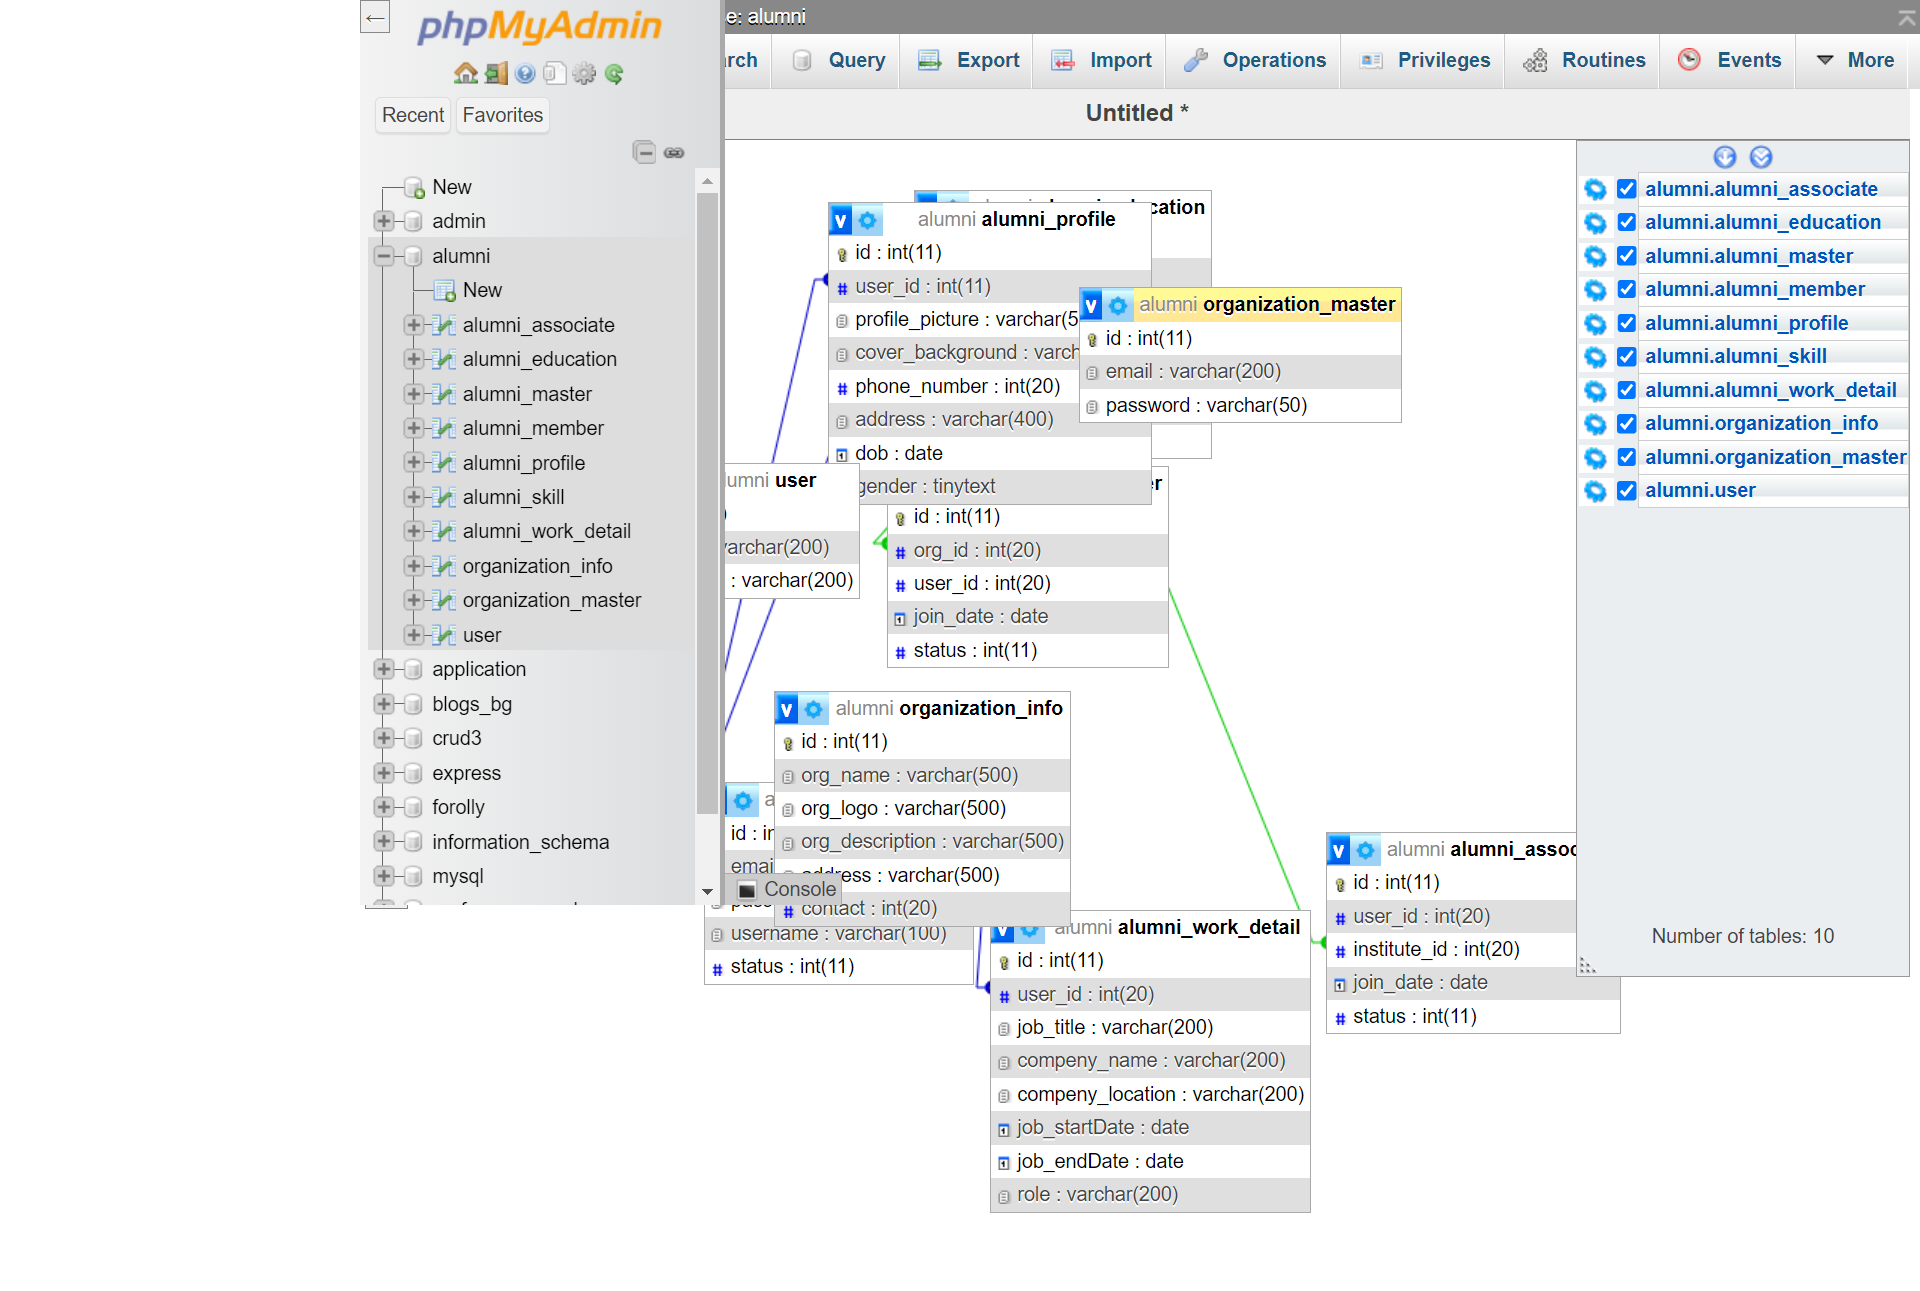 ←
phpMyAdmin
Recent
Favorites
New
admin
alumni
New
alumni_associate
alumni_education
alumni_master
alumni_member
alumni_profile
alumni_skill
alumni_work_detail
organization_info
organization_master
user
application
blogs_bg
crud3
express
forolly
information_schema
mysql
e: alumni
rch
Query
Export
Import
Operations
Privileges
Routines
Events
More
Untitled *
cation
v alumni alumni_profile
id : int(11)
# user_id : int(11)
profile_picture : varchar(5
cover_background : varch
# phone_number : int(20)
address : varchar(400)
dob : date
gender : tinytext
v alumni organization_master
id : int(11)
email : varchar(200)
password : varchar(50)
lumni user
varchar(200)
: varchar(200)
r
id : int(11)
# org_id : int(20)
# user_id : int(20)
join_date : date
# status : int(11)
v alumni organization_info
id : int(11)
org_name : varchar(500)
org_logo : varchar(500)
org_description : varchar(500)
address : varchar(500)
# contact : int(20)
a
id : in
emai
Console
username : varchar(100)
# status : int(11)
v alumni alumni_work_detail
id : int(11)
# user_id : int(20)
job_title : varchar(200)
compeny_name : varchar(200)
compeny_location : varchar(200)
job_startDate : date
job_endDate : date
role : varchar(200)
v alumni alumni_assoc
id : int(11)
# user_id : int(20)
# institute_id : int(20)
join_date : date
# status : int(11)
alumni.alumni_associate
alumni.alumni_education
alumni.alumni_master
alumni.alumni_member
alumni.alumni_profile
alumni.alumni_skill
alumni.alumni_work_detail
alumni.organization_info
alumni.organization_master
alumni.user
Number of tables: 10